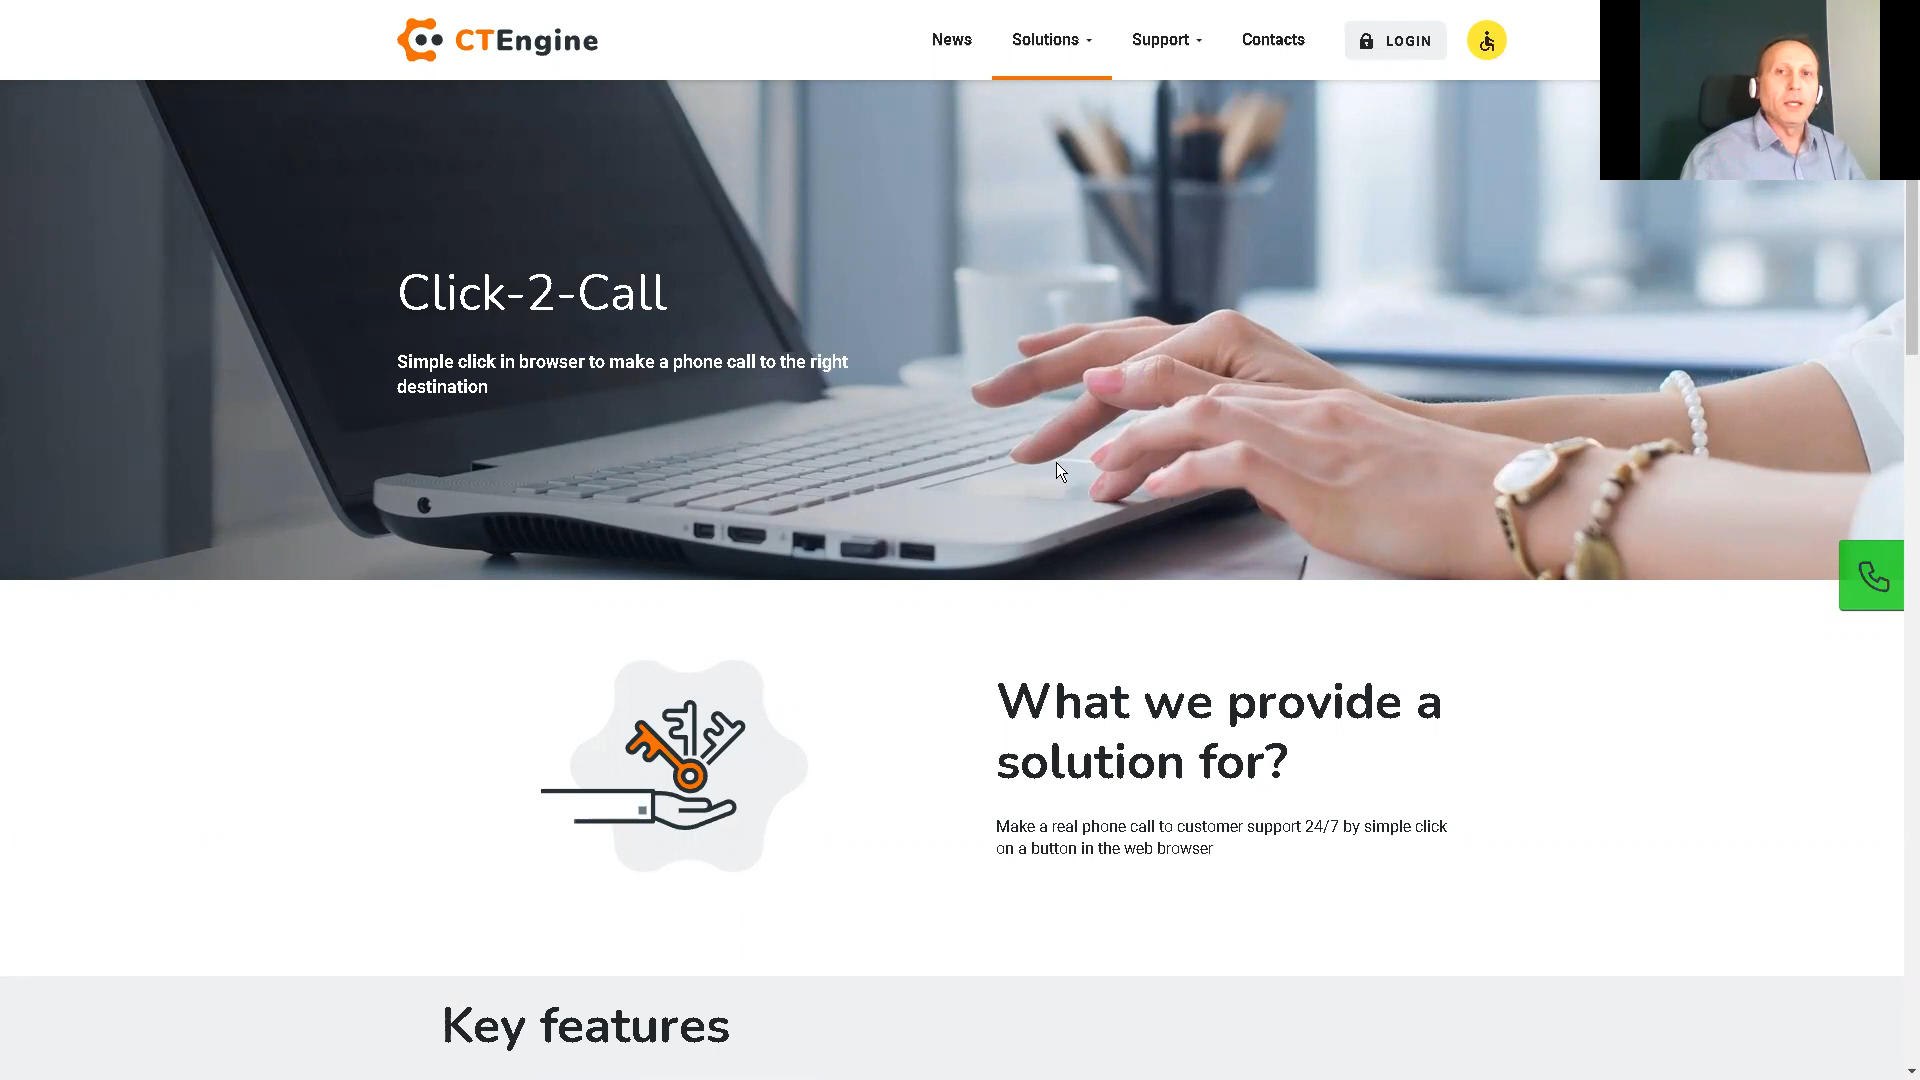 CTEngine
News
Solutions
Support
Contacts
LOGIN
Click-2-Call
Simple click in browser to make a phone call to the right
destination
What we provide a
solution for?
Make a real phone call to customer support 24/7 by simple click
on a button in the web browser
Key features